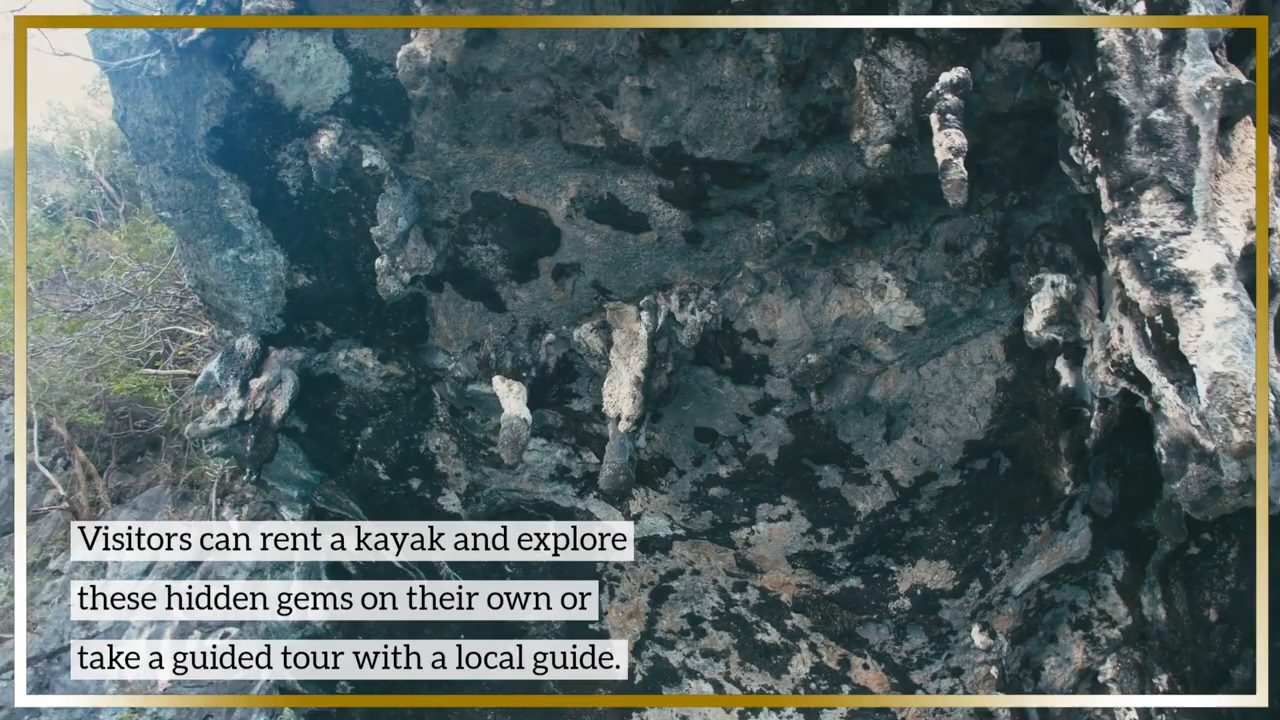 Visitors can rent a kayak and explore
these hidden gems on their own or
take a guided tour with a local guide.